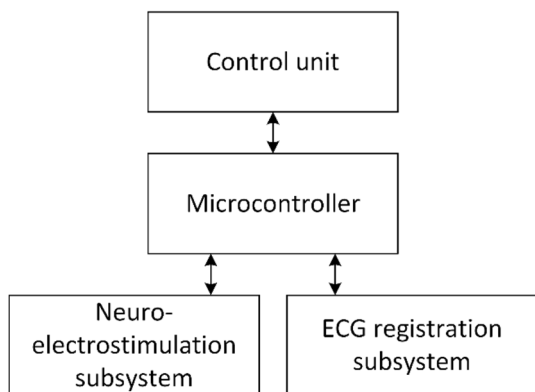 Control unit
Microcontroller
Neuro-
electrostimulation
subsystem
ECG registration
subsystem